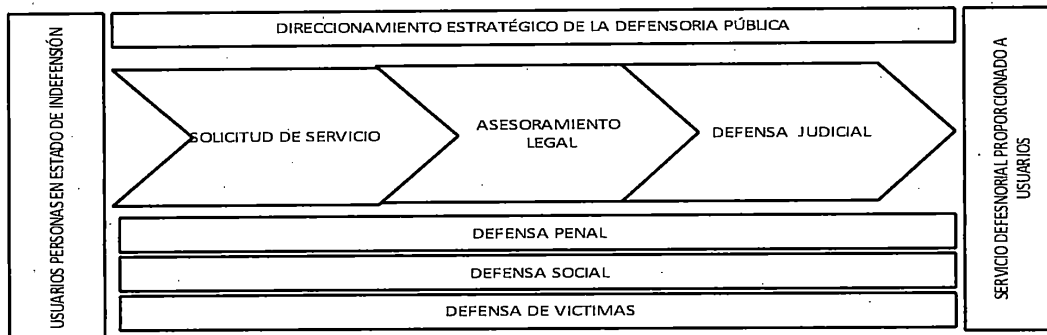 USUARIOS PERSONAS EN ESTADO DE INDEFENSIÓN
DIRECCIONAMIENTO ESTRATÉGICO DE LA DEFENSORIA PÚBLICA
SOLICITUD DE SERVICIO
ASESORAMIENTO
LEGAL
DEFENSA JUDICIAL
DEFENSA PENAL
DEFENSA SOCIAL
DEFENSA DE VICTIMAS
SERVICIO DEFESNORIAL PROPORCIONADO A
USUARIOS